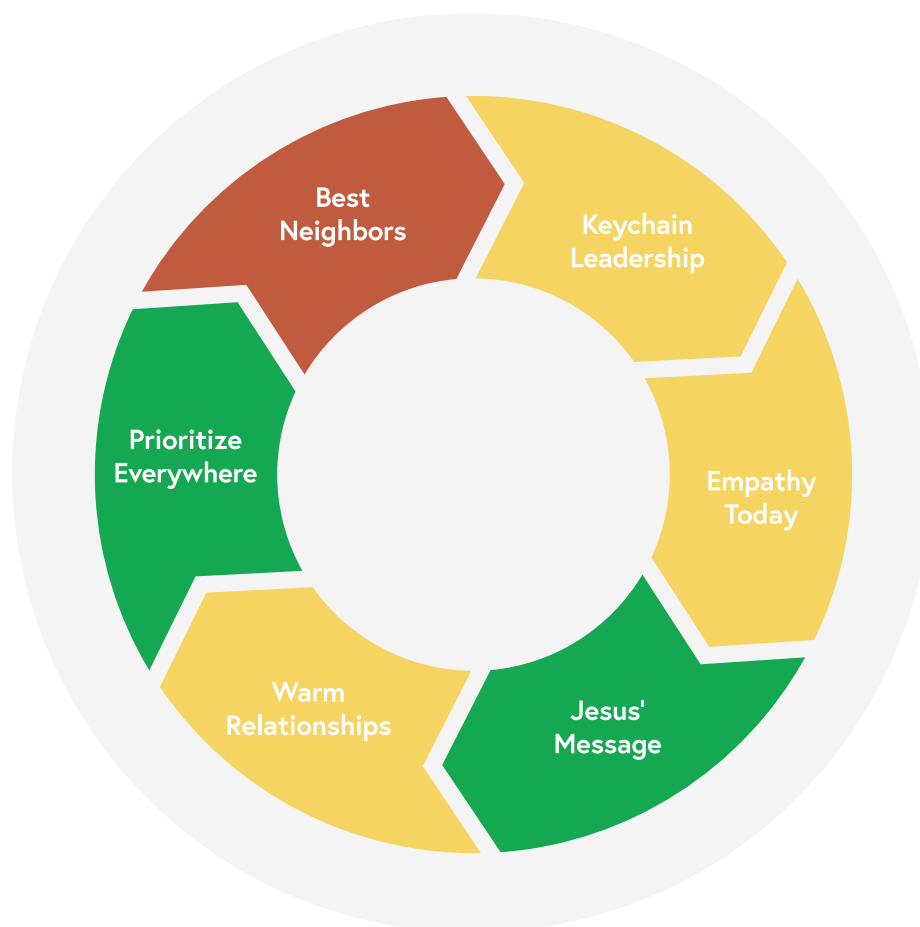 Best
Neighbors
Keychain
Leadership
Empathy
Today
Jesus'
Message
Warm
Relationships
Prioritize
Everywhere